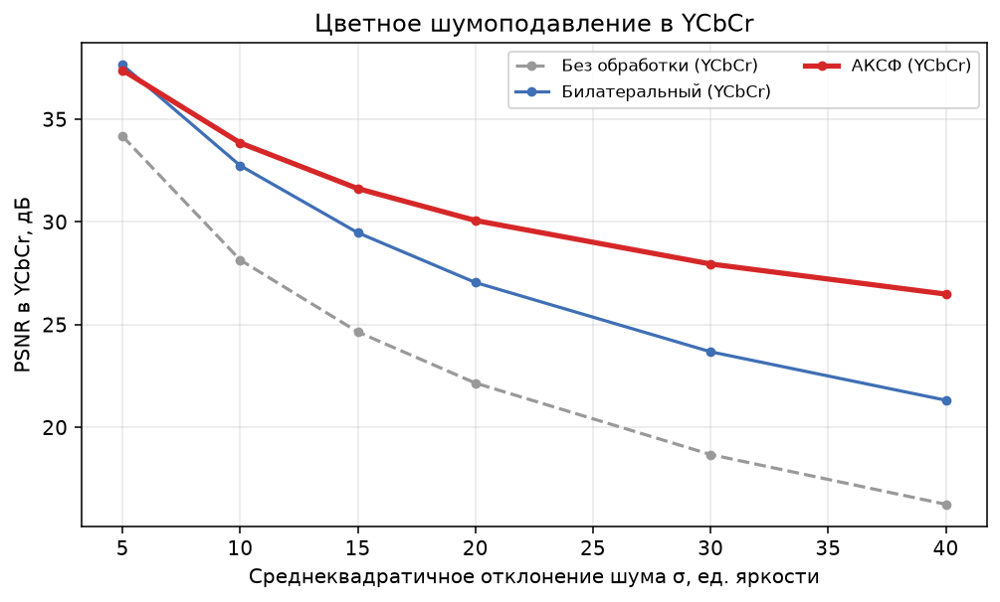 Цветное шумоподавление в YCbCr
Без обработки (YCbCr)
Билатеральный (YCbCr)
АКСФ (YCbCr)
PSNR в YCbCr, дБ
35
30
25
20
5 10 15 20 25 30 35 40
Среднеквадратичное отклонение шума σ, ед. яркости